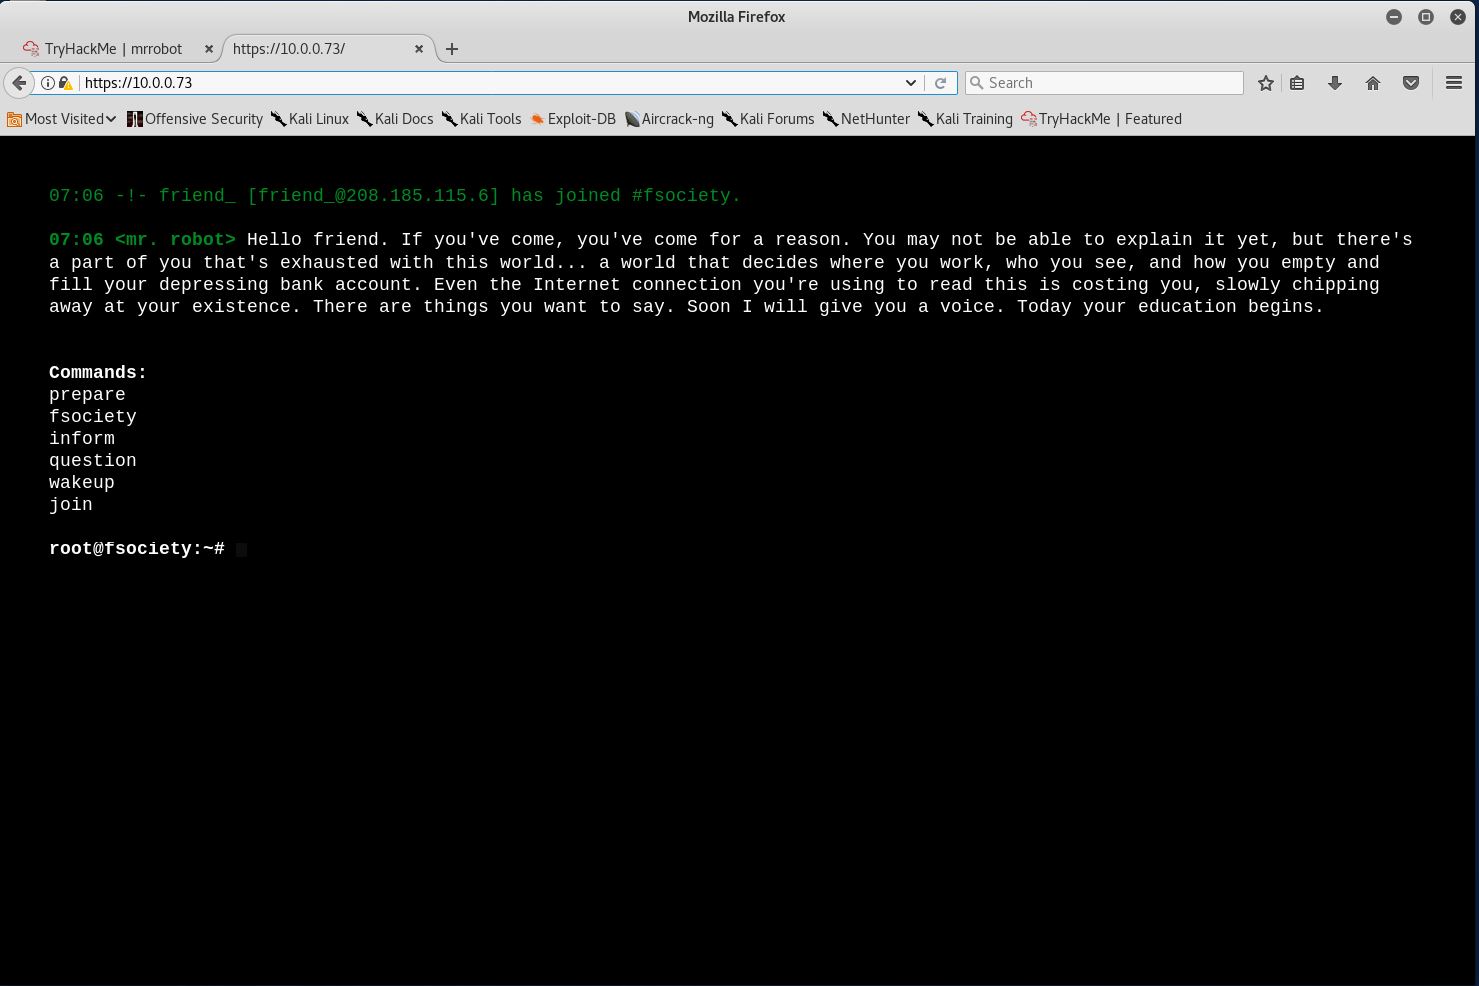 Mozilla Firefox
TryHackMe | mrrobot
https://10.0.0.73/
https://10.0.0.73
Search
Most Visited
Offensive Security
Kali Linux
Kali Docs
Kali Tools
Exploit-DB
Aircrack-ng
Kali Forums
NetHunter
Kali Training
TryHackMe | Featured
07:06 -!- friend_ [friend_@208.185.115.6] has joined #fsociety.
07:06 <mr. robot> Hello friend. If you've come, you've come for a reason. You may not be able to explain it yet, but there's
a part of you that's exhausted with this world... a world that decides where you work, who you see, and how you empty and
fill your depressing bank account. Even the Internet connection you're using to read this is costing you, slowly chipping
away at your existence. There are things you want to say. Soon I will give you a voice. Today your education begins.
Commands:
prepare
fsociety
inform
question
wakeup
join
root@fsociety:~#